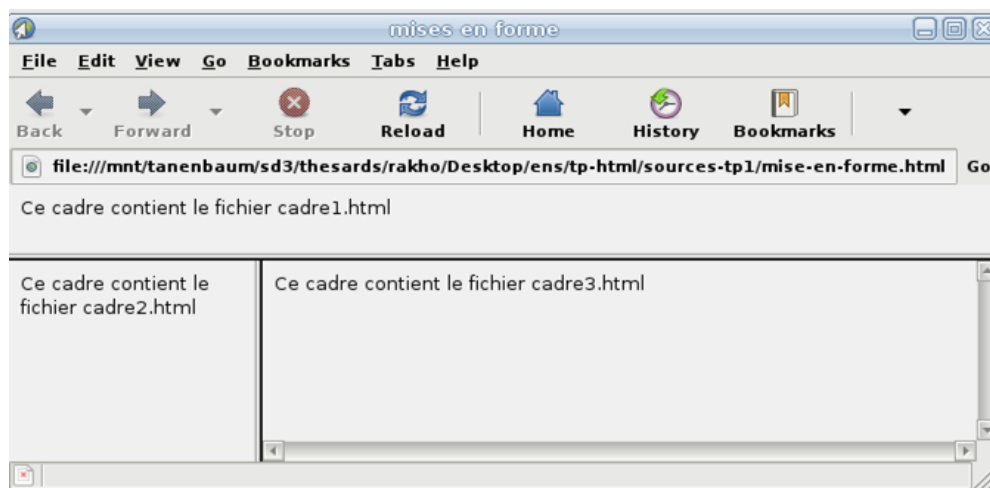 mises en forme
File Edit View Go Bookmarks Tabs Help
Back Forward Stop Reload Home History Bookmarks
file:///mnt/tanenbaum/sd3/thesards/rakho/Desktop/ens/tp-html/sources-tp1/mise-en-forme.html Go
Ce cadre contient le fichier cadre1.html
Ce cadre contient le
fichier cadre2.html
Ce cadre contient le fichier cadre3.html